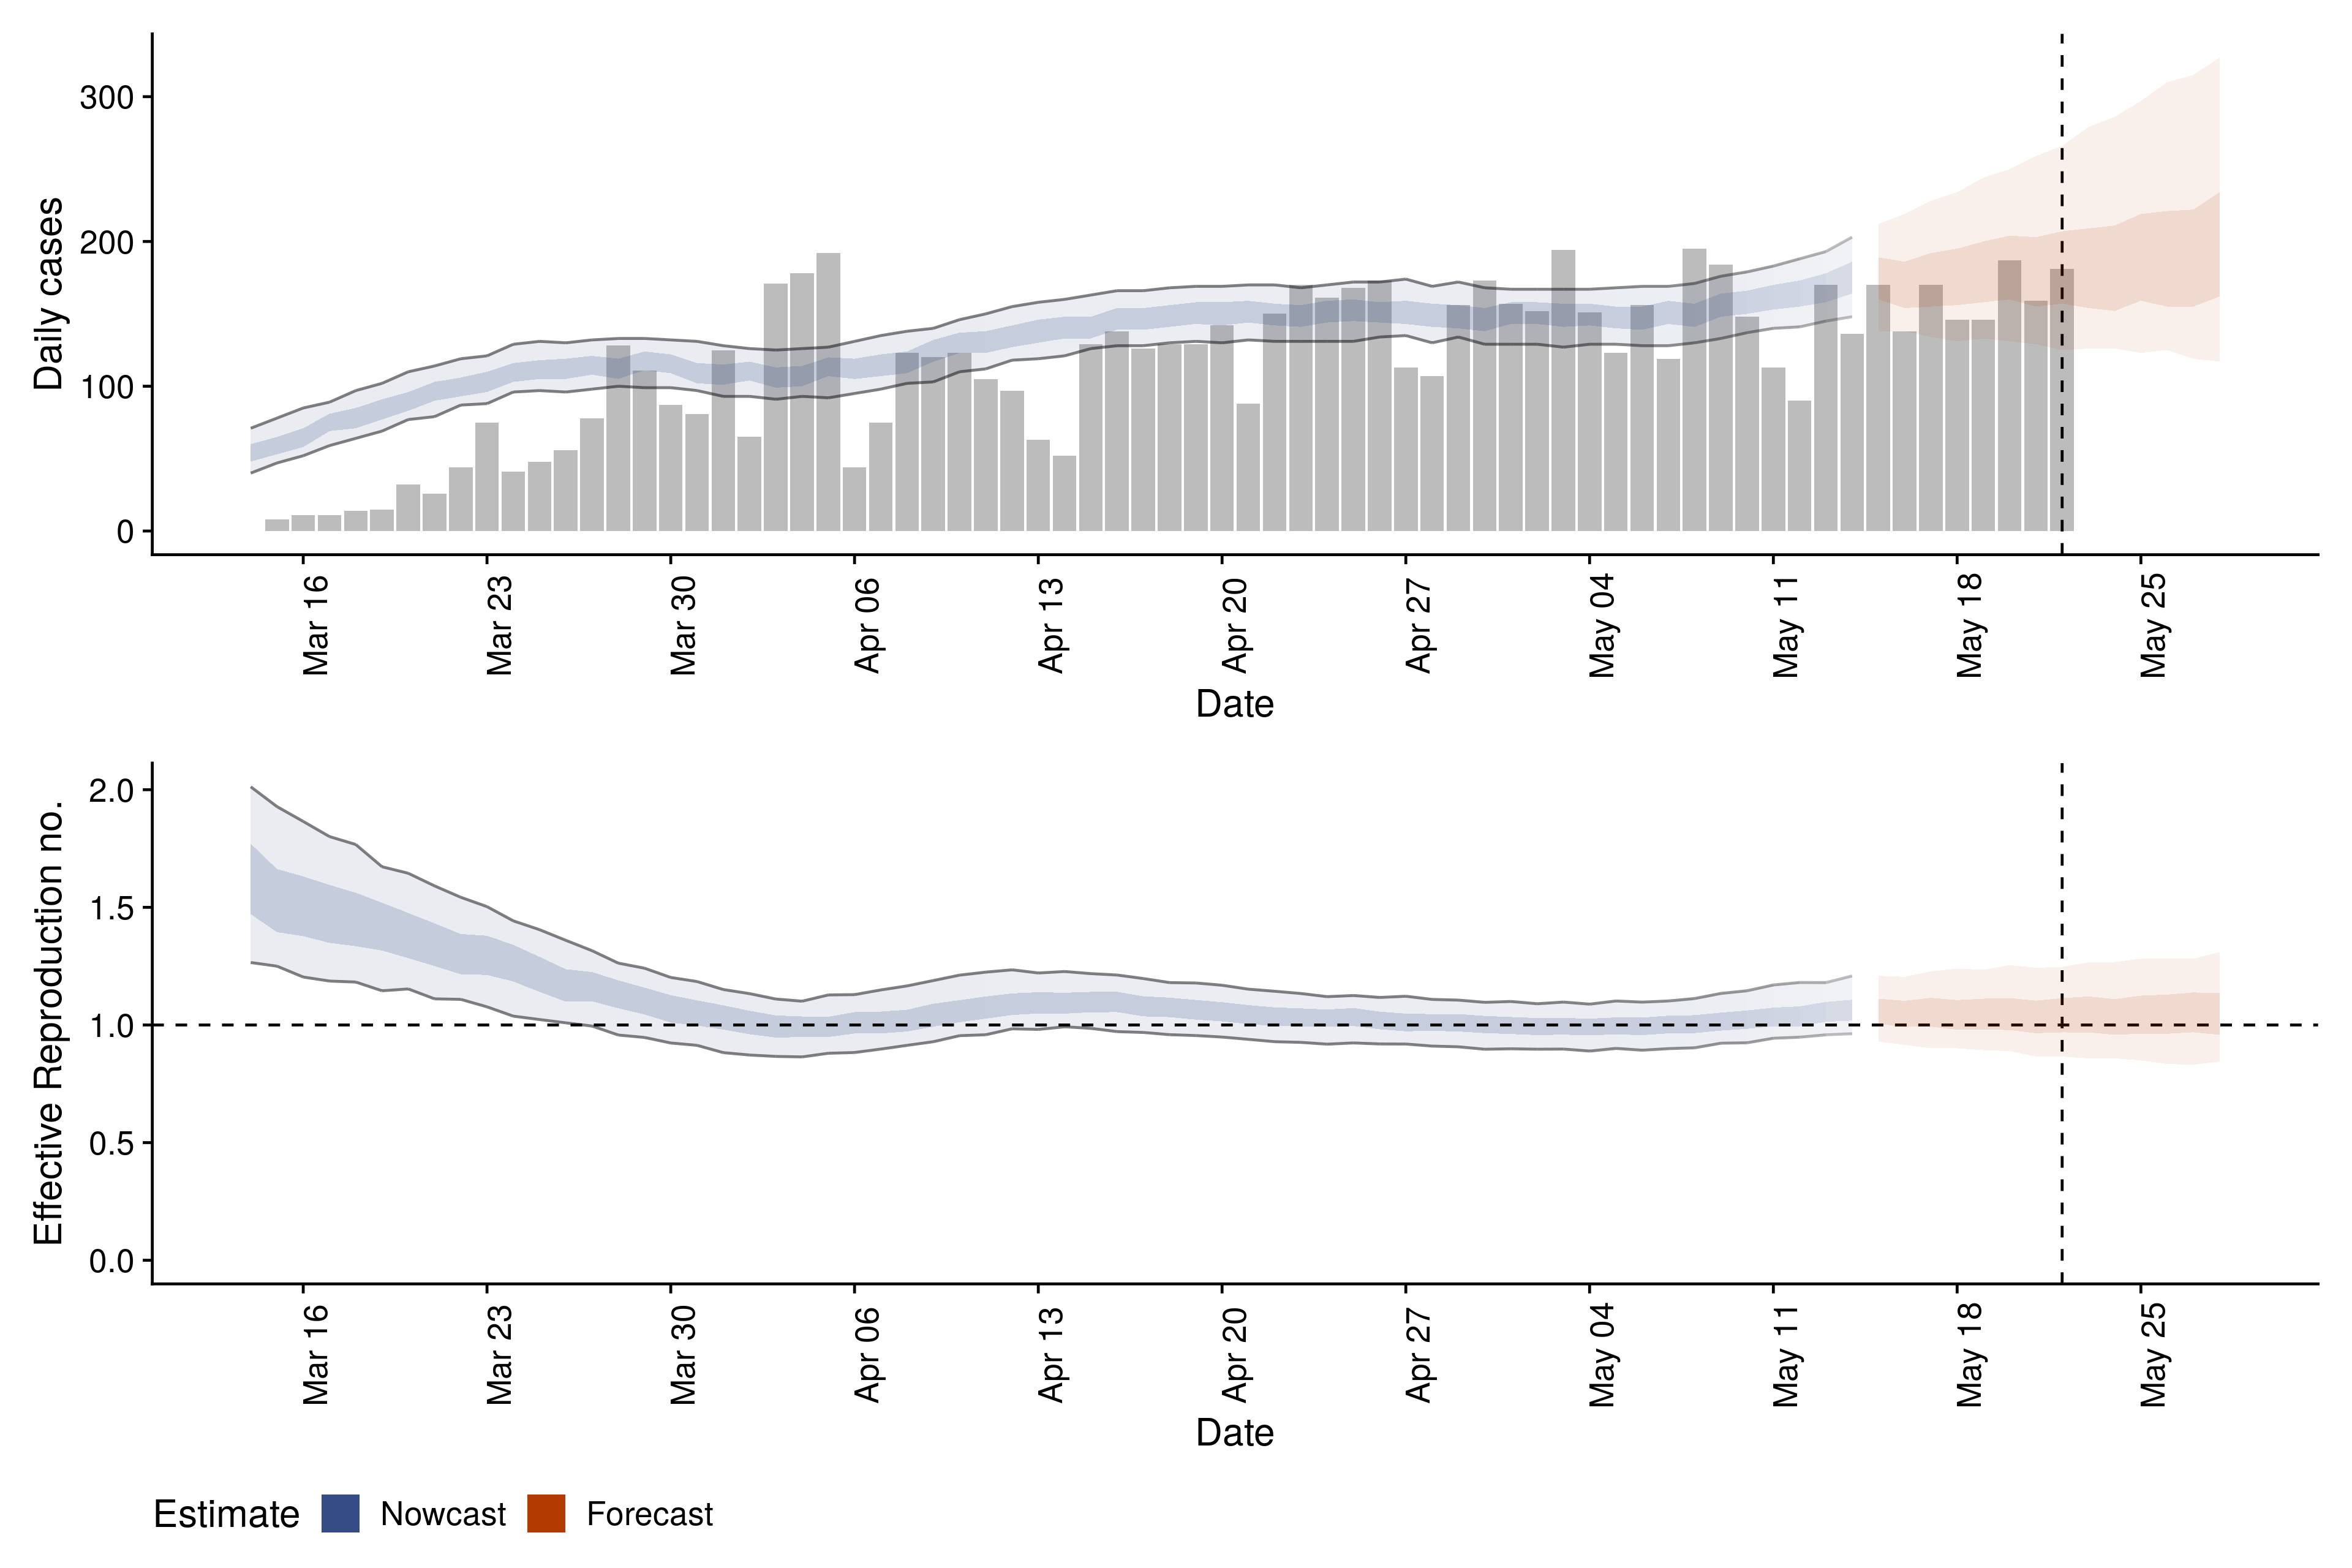 Daily cases
300
200
100
0
Mar 16
Mar 23
Mar 30
Apr 06
Apr 13
Apr 20
Apr 27
May 04
May 11
May 18
May 25
Date
Effective Reproduction no.
2.0
1.5
1.0
0.5
0.0
Mar 16
Mar 23
Mar 30
Apr 06
Apr 13
Apr 20
Apr 27
May 04
May 11
May 18
May 25
Date
Estimate Nowcast Forecast